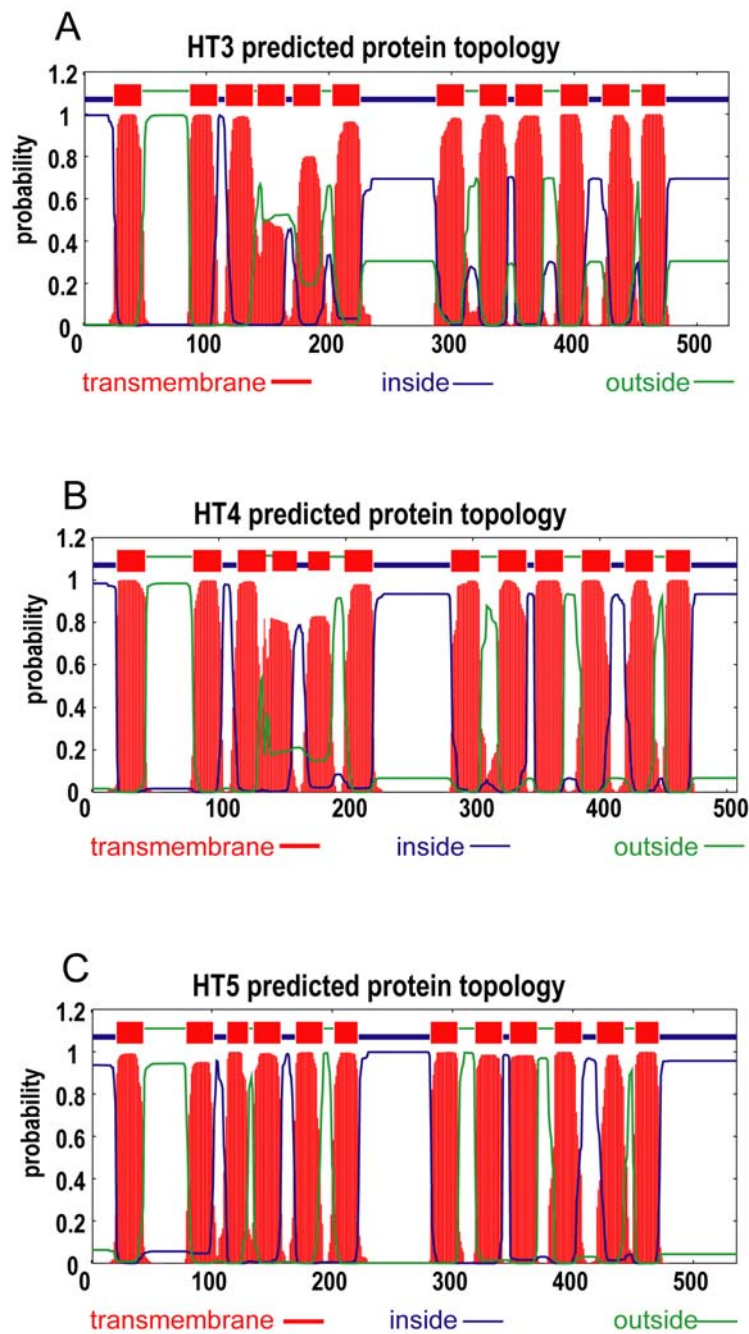 A
HT3 predicted protein topology
1.2
1
0.8
0.6
0.4
0.2
0
probability
0 100 200 300 400 500
transmembrane inside outside
B
HT4 predicted protein topology
1.2
1
0.8
0.6
0.4
0.2
0
probability
0 100 200 300 400 500
transmembrane inside outside
C
HT5 predicted protein topology
1.2
1
0.8
0.6
0.4
0.2
0
probability
0 100 200 300 400 500
transmembrane inside outside